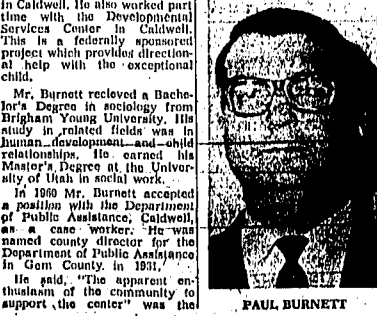 in Caldwell. He also worked part
time with the Developmental
Services Center in Caldwell.
This is a federally sponsored
project which provides direction-
al help with the exceptional
child.
Mr. Burnett recieved a Bache-
lor's Degree in sociology from
Brigham Young University. His
study in related fields was in
human development and child
relationships. He earned his
Master's Degree at the Univer-
sity of Utah in social work.
In 1960 Mr. Burnett accepted
a position with the Department
of Public Assistance, Caldwell,
as a case worker. He was
named county director for the
Department of Public Assistance
in Gem County. in 1931.
He said, "The apparent en-
thusiasm of the community to
support the center" was the
PAUL BURNETT